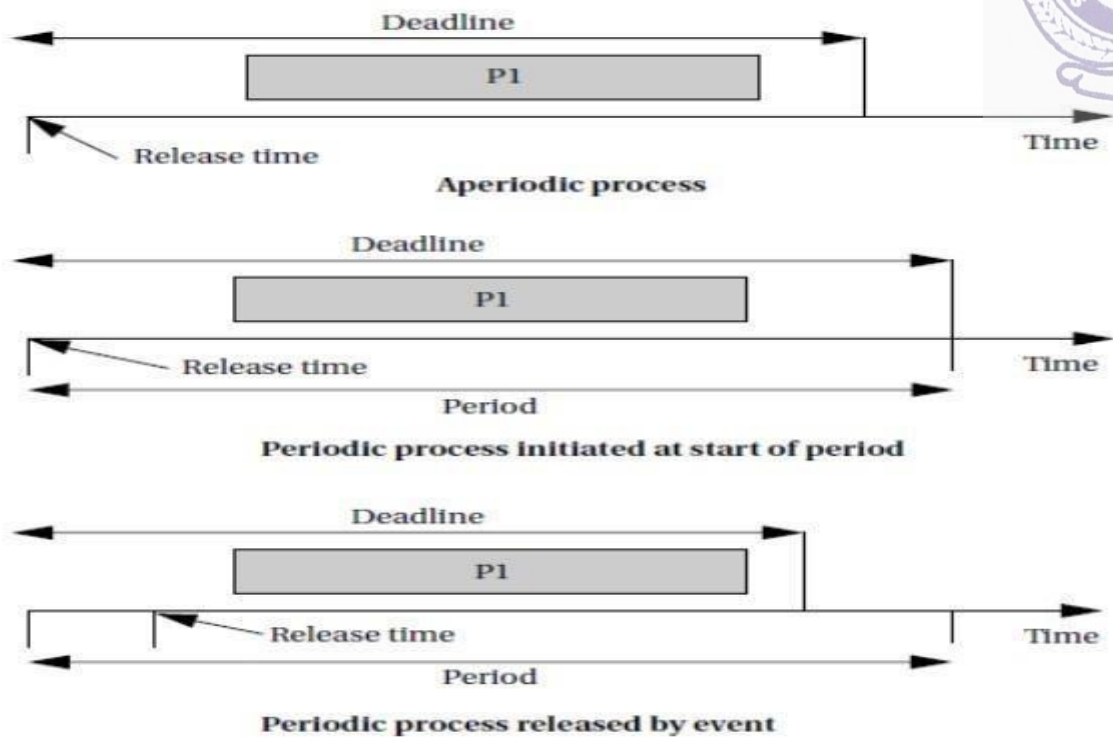 Deadline
P1
Time
Release time
Aperiodic process
Deadline
P1
Release time
Time
Period
Periodic process initiated at start of period
Deadline
P1
Release time
Time
Period
Periodic process released by event